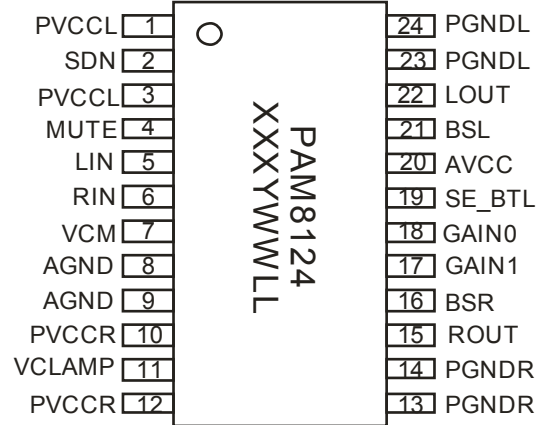 PVCCL 1 24 PGNDL
SDN 2 23 PGNDL
PVCCL 3 22 LOUT
MUTE 4 21 BSL
LIN 5 20 AVCC
RIN 6 19 SE_BTL
VCM 7 18 GAIN0
AGND 8 17 GAIN1
AGND 9 16 BSR
PVCCR 10 15 ROUT
VCLAMP 11 14 PGNDR
PVCCR 12 13 PGNDR
PAM8124
XXXYWWLL